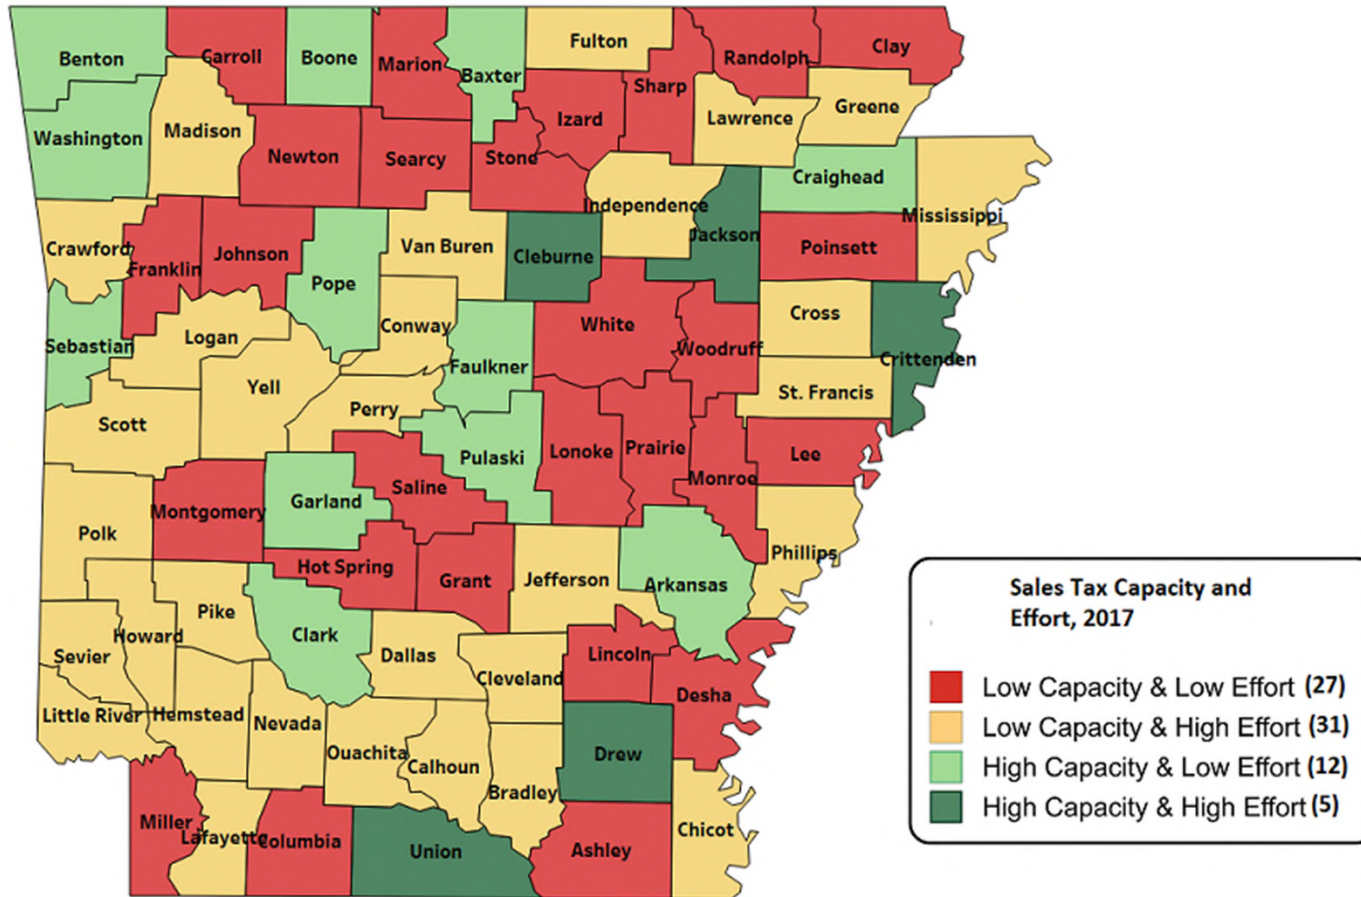 Benton
Carroll
Boone
Marion
Baxter
Fulton
Sharp
Randolph
Clay
Washington
Madison
Newton
Searcy
Stone
Izard
Lawrence
Greene
Craighead
Mississippi
Crawford
Franklin
Johnson
Pope
Van Buren
Cleburne
Independence
Jackson
Poinsett
Sebastian
Logan
Conway
Faulkner
White
Woodruff
Cross
Crittenden
Scott
Yell
Perry
Pulaski
Lonoke
Prairie
Monroe
St. Francis
Lee
Polk
Montgomery
Garland
Saline
Hot Spring
Grant
Jefferson
Arkansas
Phillips
Sevier
Howard
Pike
Clark
Dallas
Cleveland
Lincoln
Desha
Little River
Hemstead
Nevada
Ouachita
Calhoun
Bradley
Drew
Chicot
Miller
Lafayette
Columbia
Union
Ashley
Sales Tax Capacity and
Effort, 2017
Low Capacity & Low Effort (27)
Low Capacity & High Effort (31)
High Capacity & Low Effort (12)
High Capacity & High Effort (5)